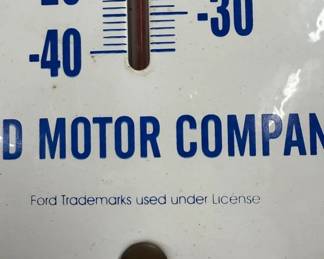 -30
-40
D MOTOR COMPAN
Ford Trademarks used under License